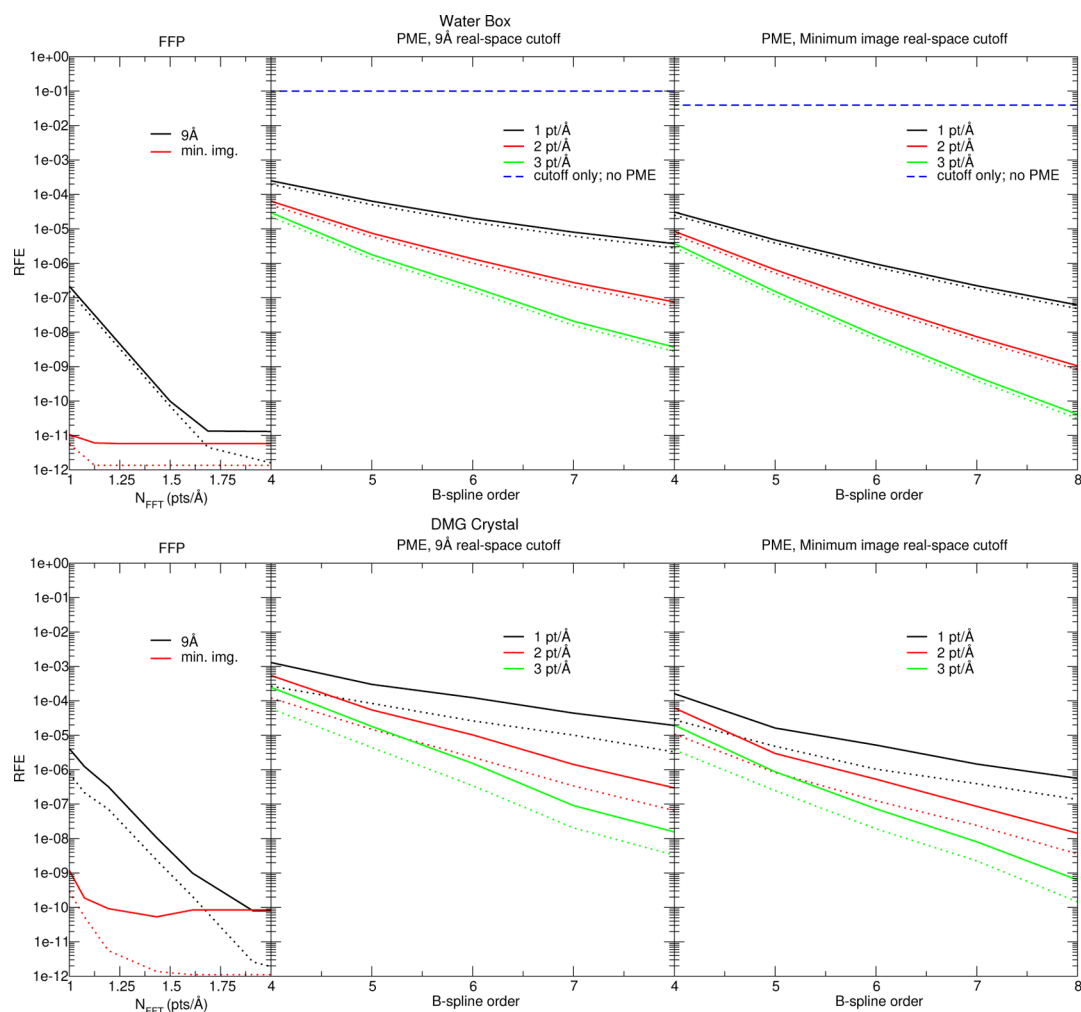 Water Box
FFP
PME, 9Å real-space cutoff
PME, Minimum image real-space cutoff
1e+00
1e-01
1e-02
1e-03
1e-04
1e-05
1e-06
1e-07
1e-08
1e-09
1e-10
1e-11
1e-12
RFE
9Å
min. img.
1 pt/Å
2 pt/Å
3 pt/Å
cutoff only; no PME
1 pt/Å
2 pt/Å
3 pt/Å
cutoff only; no PME
1 1.25 1.5 1.75 4 5 6 7 4 5 6 7 8
N_FFT (pts/Å)
B-spline order
B-spline order
DMG Crystal
FFP
PME, 9Å real-space cutoff
PME, Minimum image real-space cutoff
1e+00
1e-01
1e-02
1e-03
1e-04
1e-05
1e-06
1e-07
1e-08
1e-09
1e-10
1e-11
1e-12
RFE
9Å
min. img.
1 pt/Å
2 pt/Å
3 pt/Å
1 pt/Å
2 pt/Å
3 pt/Å
1 1.25 1.5 1.75 4 5 6 7 4 5 6 7 8
N_FFT (pts/Å)
B-spline order
B-spline order